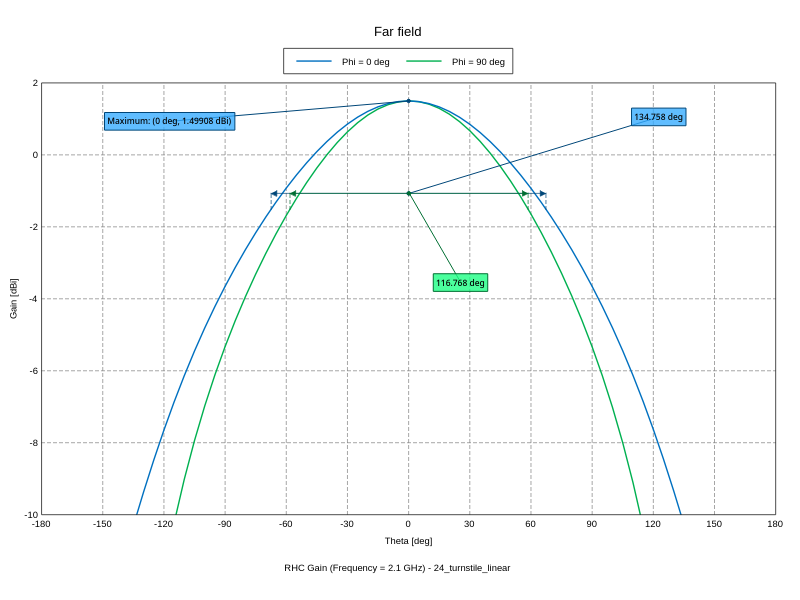 Far field
Phi = 0 deg
Phi = 90 deg
2
0
-2
-4
-6
-8
-10
Gain [dBi]
Maximum: (0 deg, 1.49908 dBi)
134.758 deg
116.768 deg
-180 -150 -120 -90 -60 -30 0 30 60 90 120 150 180
Theta [deg]
RHC Gain (Frequency = 2.1 GHz) - 24_turnstile_linear